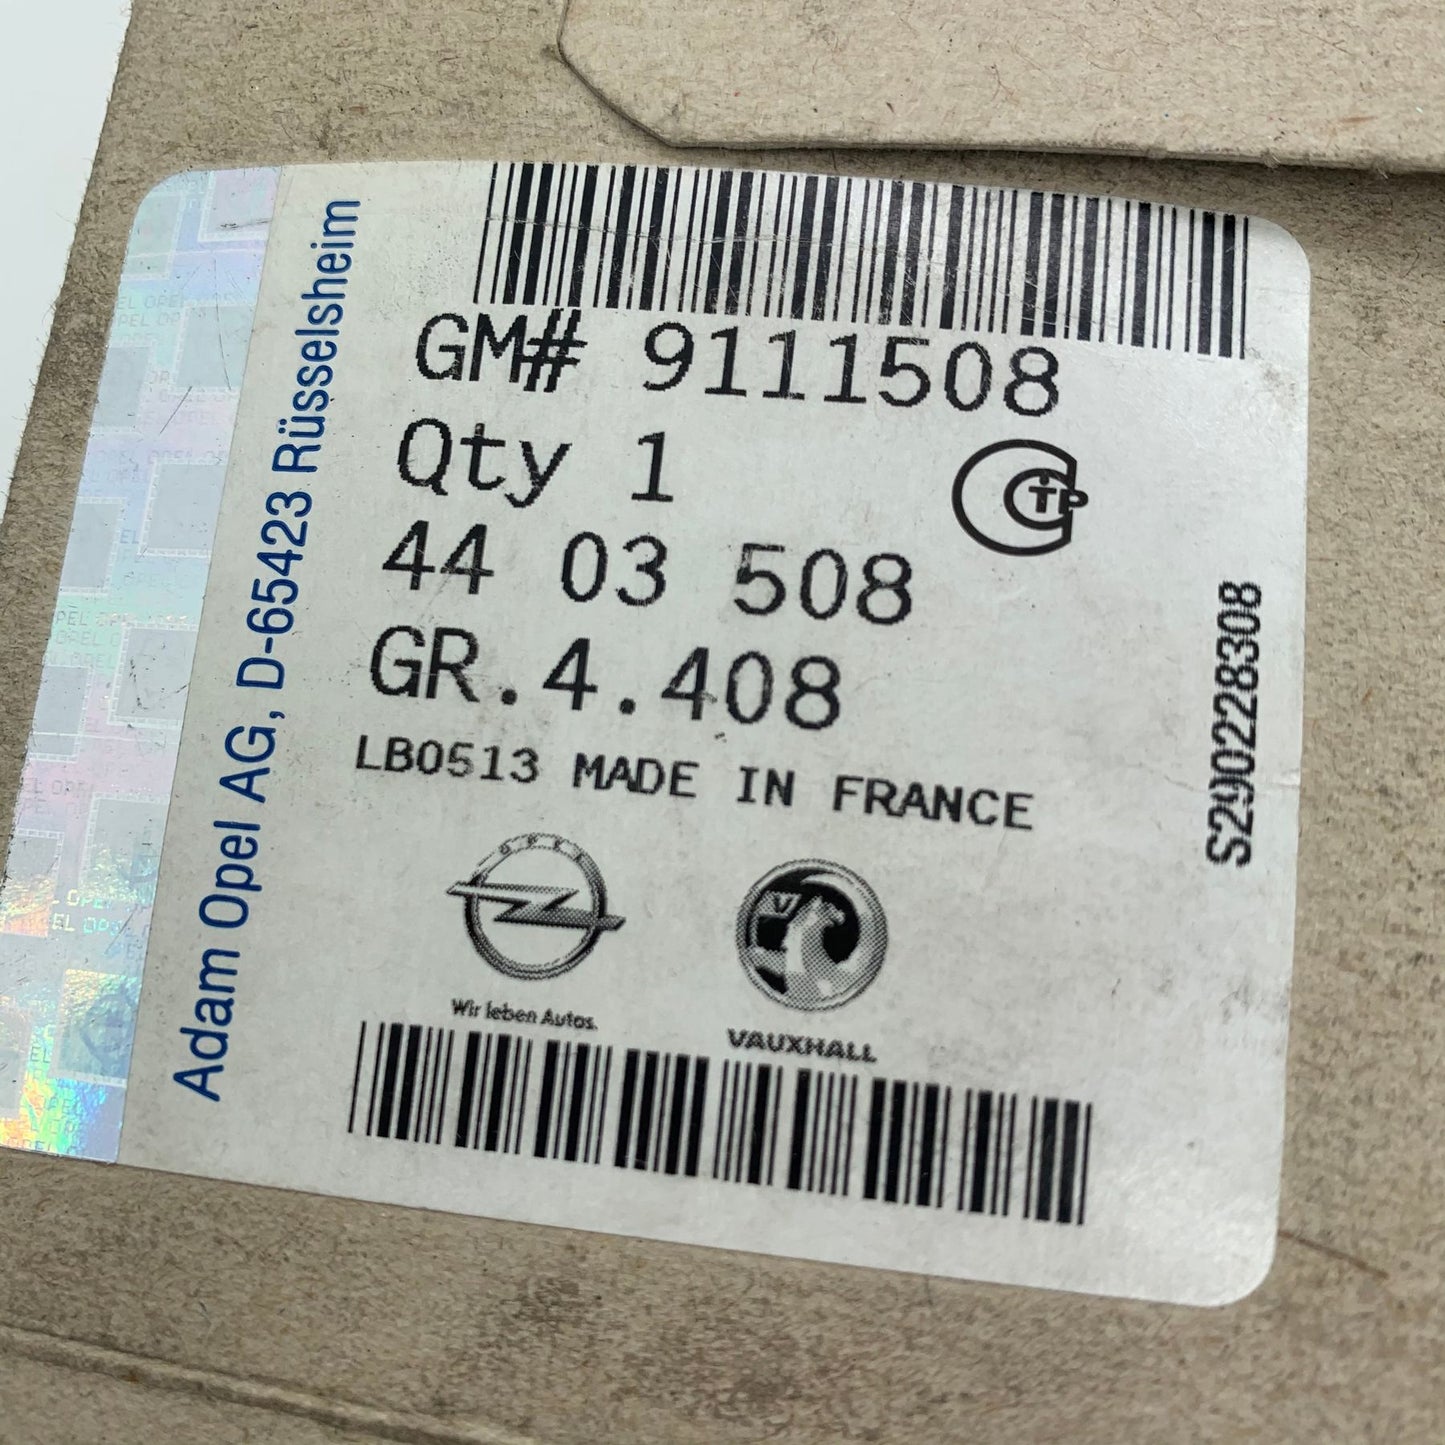 GM# 9111508
Qty 1
44 03 508
GR.4.408
LB0513 MADE IN FRANCE
OPEL
Wir leben Autos.
V
VAUXHALL
Adam Opel AG, D-65423 Rüsselsheim
S290228308